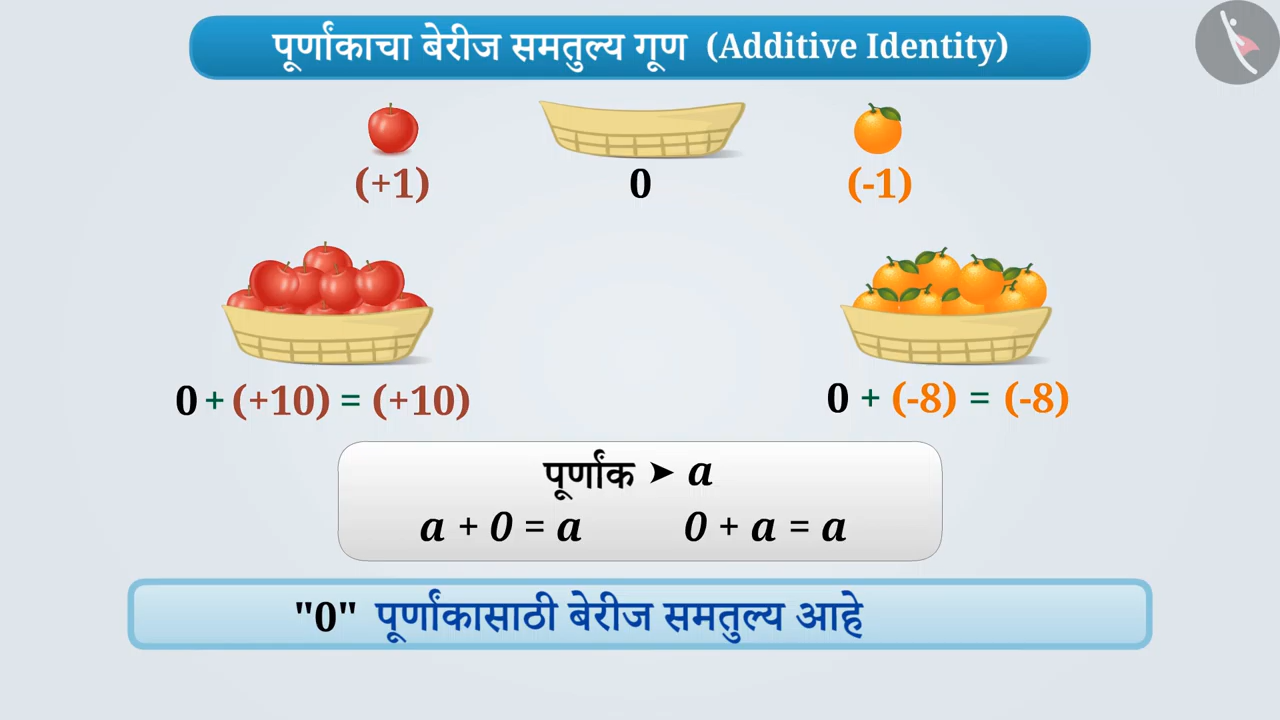 पूर्णांकाचा बेरीज समतुल्य गूण (Additive Identity)
(+1) 0 (-1)
0 + (+10) = (+10) 0 + (-8) = (-8)
पूर्णांक ➤ a
a + 0 = a 0 + a = a
"0" पूर्णांकासाठी बेरीज समतुल्य आहे